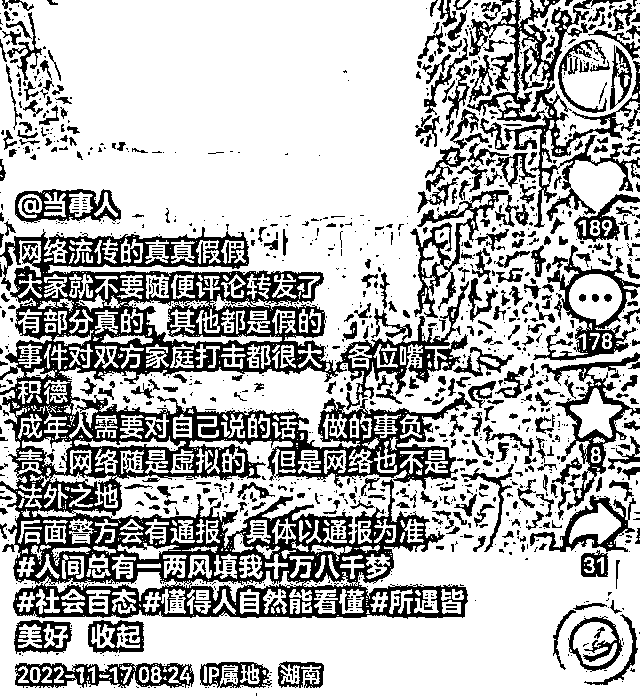 @当事人
网络流传的真真假假
大家就不要随便评论转发了
有部分真的，其他都是假的
事件对双方家庭打击都很大，各位嘴下
积德
成年人需要对自己说的话，做的事负
责，网络随是虚拟的，但是网络也不是
法外之地
后面警方会有通报，具体以通报为准
#人间总有一两风填我十万八千梦
#社会百态 #懂得人自然能看懂 #所遇皆
美好 收起
2022-11-17 08:24 IP属地：湖南
189
178
8
31